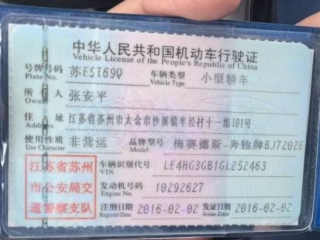 中华人民共和国机动车行驶证
Vehicle License of the People's Republic of China
号牌号码 苏E5T69Q 车辆类型 小型轿车
Plate No. Vehicle Type
所有人 张安平
Owner
住址 江苏省苏州市太仓市沙溪镇半泾村十一组101号
Address
使用性质 非营运 品牌型号 梅赛德斯-奔驰牌BJ7202E
Use Character Model
江苏省苏州市公安局交通警察支队
车辆识别代号 LE4HG3GB1GL252463
VIN
发动机号码 10292627
Engine No.
注册日期 2016-02-02 发证日期 2016-02-02
Register Date Issue Date